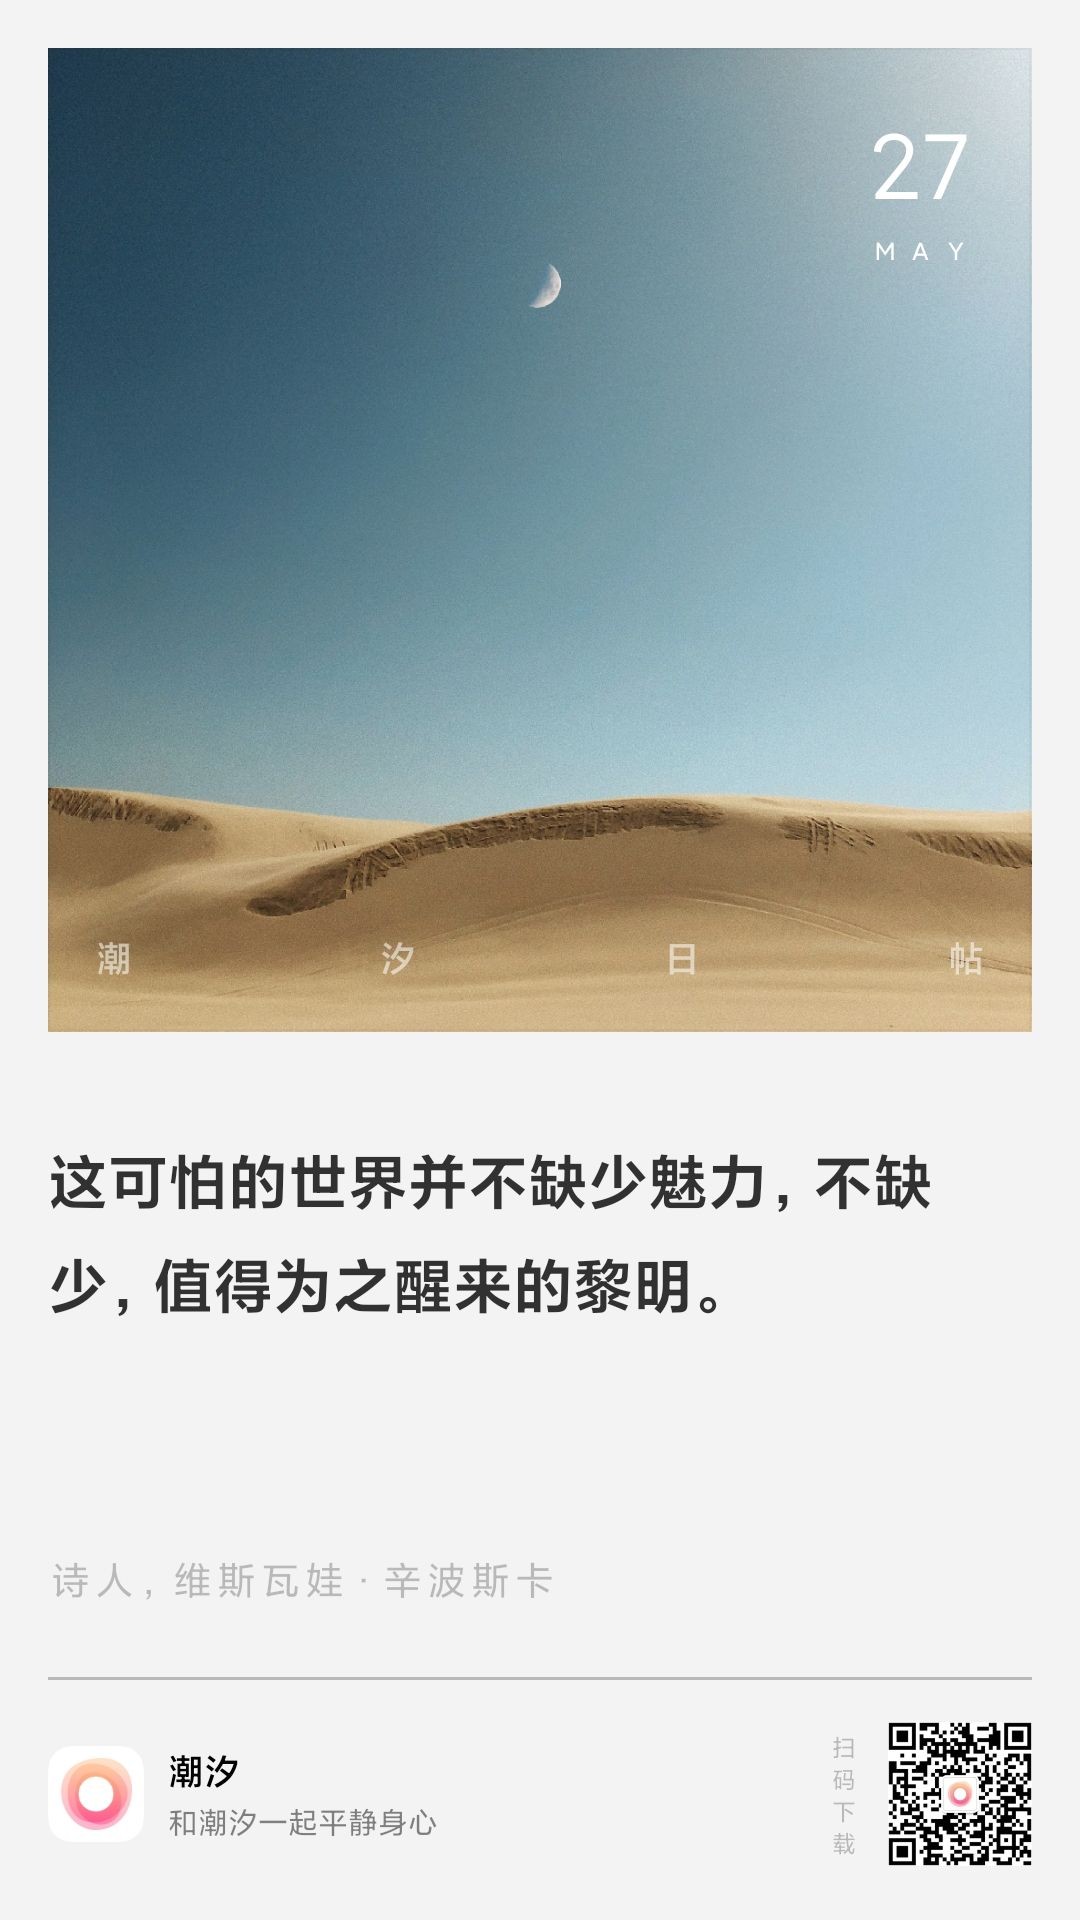 27
MAY
潮汐日帖
这可怕的世界并不缺少魅力，不缺
少，值得为之醒来的黎明。
诗人，维斯瓦娃·辛波斯卡
潮汐
和潮汐一起平静身心
扫码下载